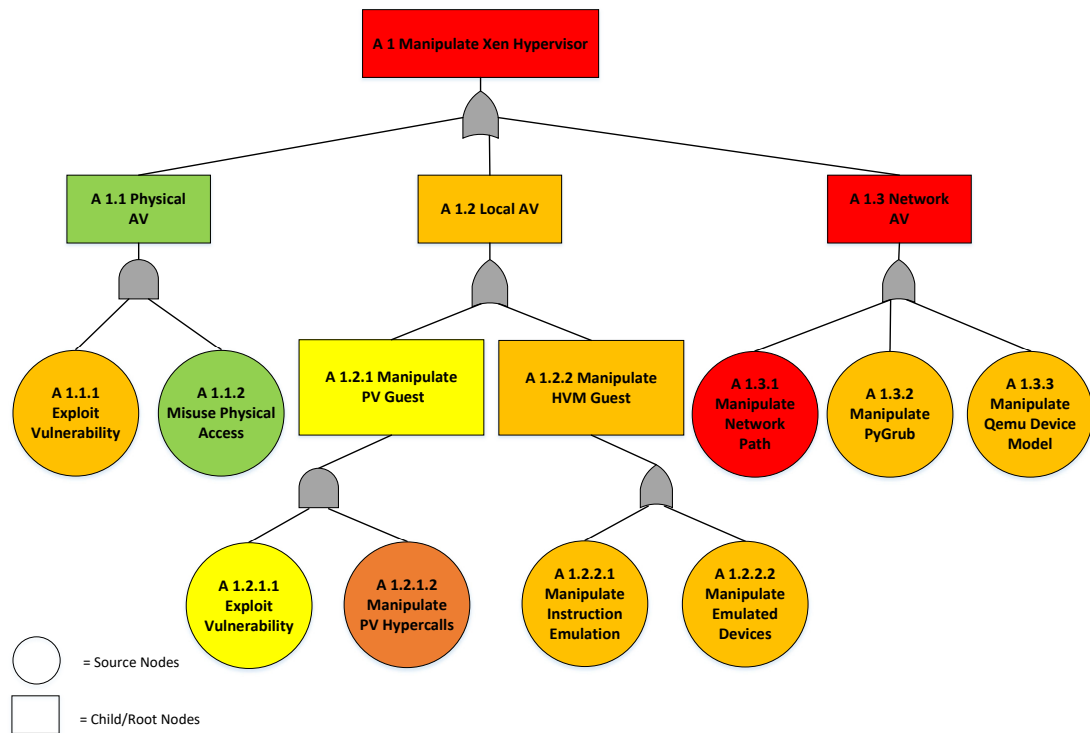 A 1 Manipulate Xen Hypervisor
A 1.1 Physical
AV
A 1.2 Local AV
A 1.3 Network
AV
A 1.1.1
Exploit
Vulnerability
A 1.1.2
Misuse Physical
Access
A 1.2.1 Manipulate
PV Guest
A 1.2.2 Manipulate
HVM Guest
A 1.3.1
Manipulate
Network
Path
A 1.3.2
Manipulate
PyGrub
A 1.3.3
Manipulate
Qemu Device
Model
A 1.2.1.1
Exploit
Vulnerability
A 1.2.1.2
Manipulate
PV Hypercalls
A 1.2.2.1
Manipulate
Instruction
Emulation
A 1.2.2.2
Manipulate
Emulated
Devices
= Source Nodes
= Child/Root Nodes